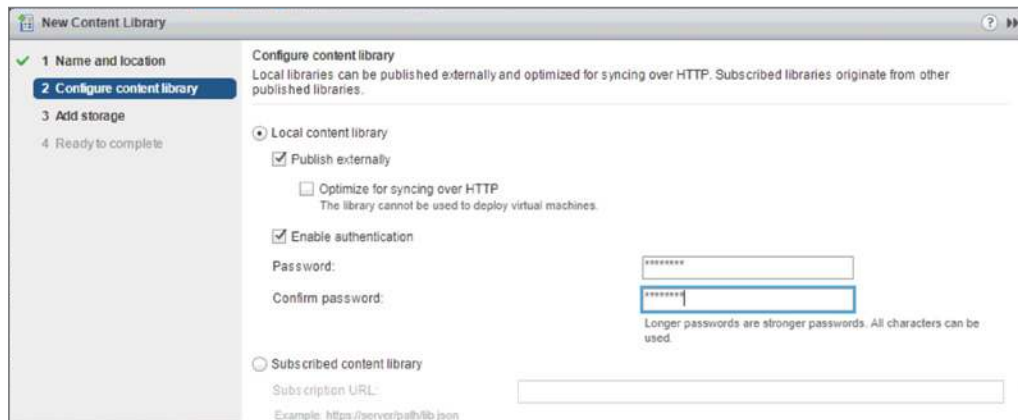 New Content Library
1 Name and location
2 Configure content library
3 Add storage
4 Ready to complete
Configure content library
Local libraries can be published externally and optimized for syncing over HTTP. Subscribed libraries originate from other
published libraries.
Local content library
Publish externally
Optimize for syncing over HTTP
The library cannot be used to deploy virtual machines.
Enable authentication
Password:
********
Confirm password:
********
Longer passwords are stronger passwords. All characters can be
used.
Subscribed content library
Subscription URL:
Example: https://server/path/lib.json